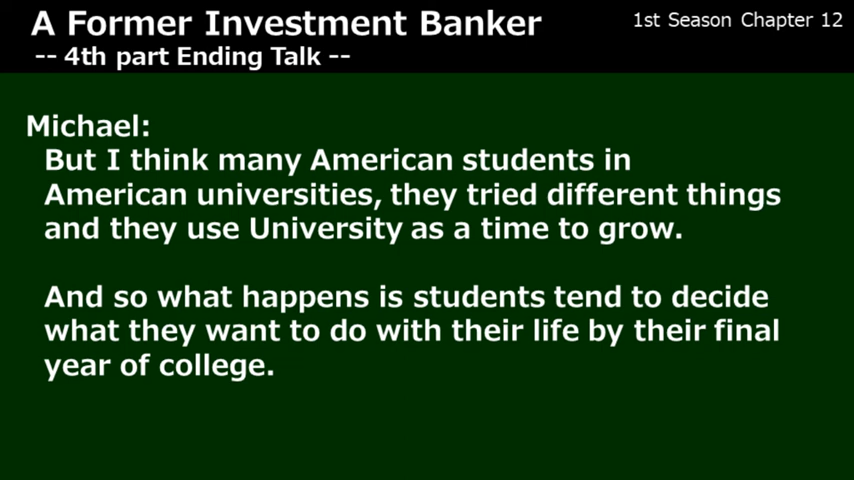 A Former Investment Banker
1st Season Chapter 12
-- 4th part Ending Talk --
Michael:
But I think many American students in
American universities, they tried different things
and they use University as a time to grow.
And so what happens is students tend to decide
what they want to do with their life by their final
year of college.